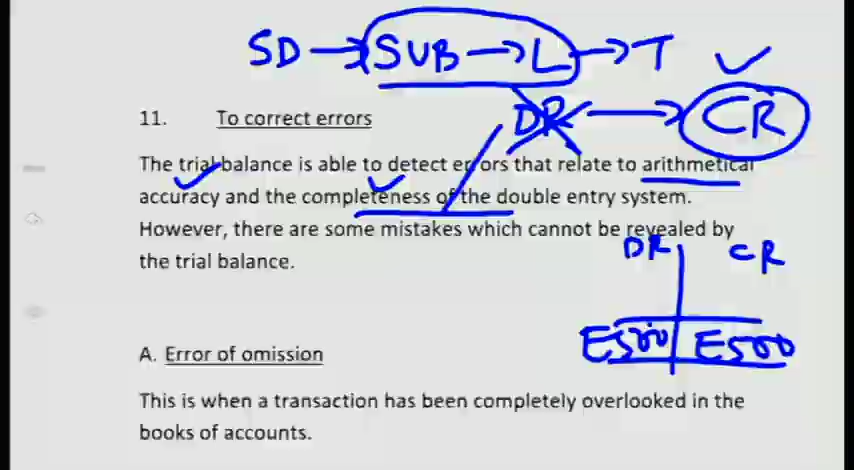 SD → SUB → L → T
DR → CR
11. To correct errors
The trial balance is able to detect errors that relate to arithmetical
accuracy and the completeness of the double entry system.
However, there are some mistakes which cannot be revealed by
the trial balance.
DR CR
E500 E500
A. Error of omission
This is when a transaction has been completely overlooked in the
books of accounts.